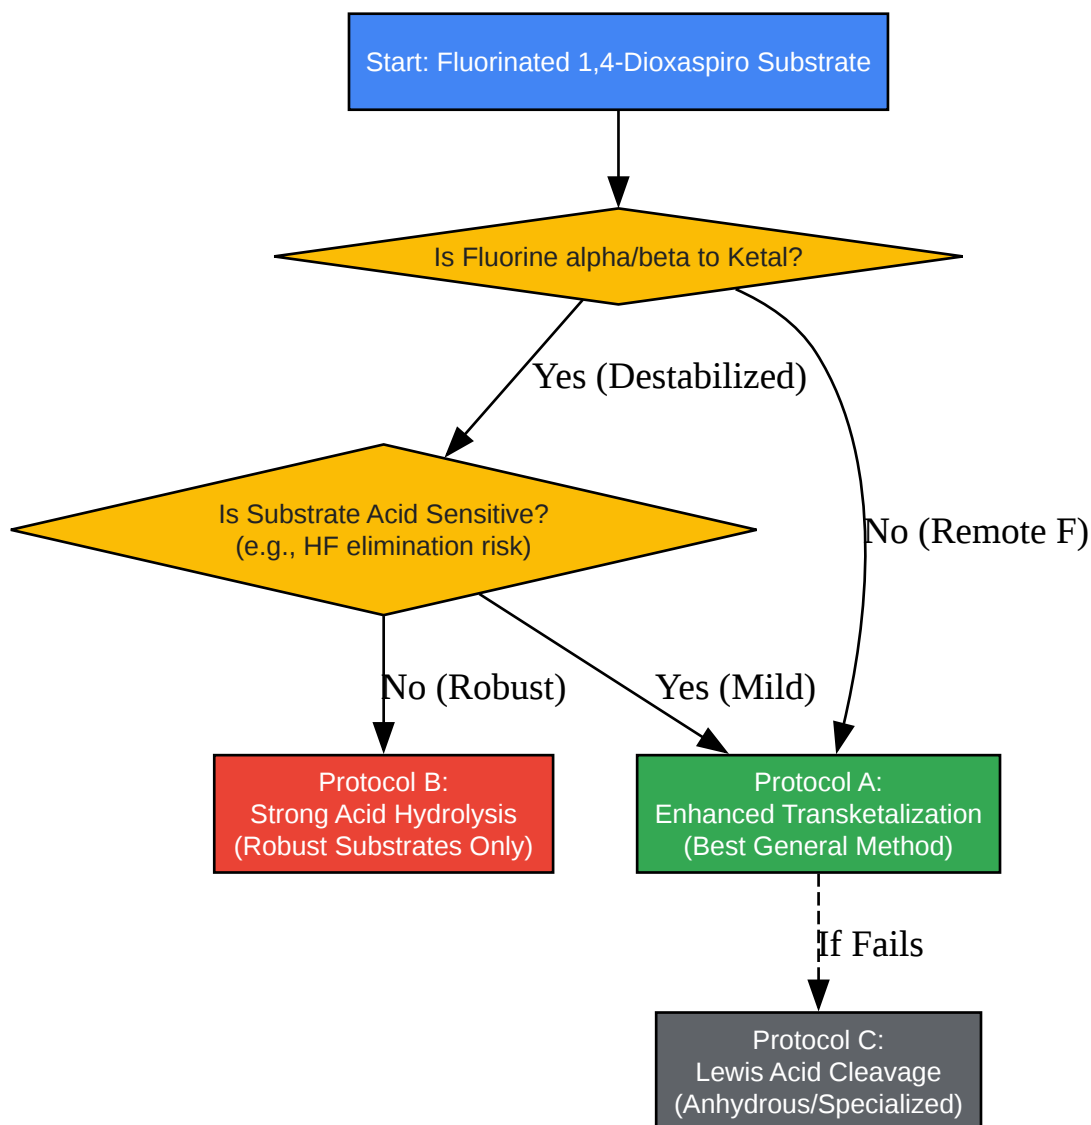 Start: Fluorinated 1,4-Dioxaspiro Substrate
Is Fluorine alpha/beta to Ketal?
Yes (Destabilized)
Is Substrate Acid Sensitive?
(e.g., HF elimination risk)
No (Remote F)
No (Robust)
Yes (Mild)
Protocol B:
Strong Acid Hydrolysis
(Robust Substrates Only)
Protocol A:
Enhanced Transketalization
(Best General Method)
If Fails
Protocol C:
Lewis Acid Cleavage
(Anhydrous/Specialized)